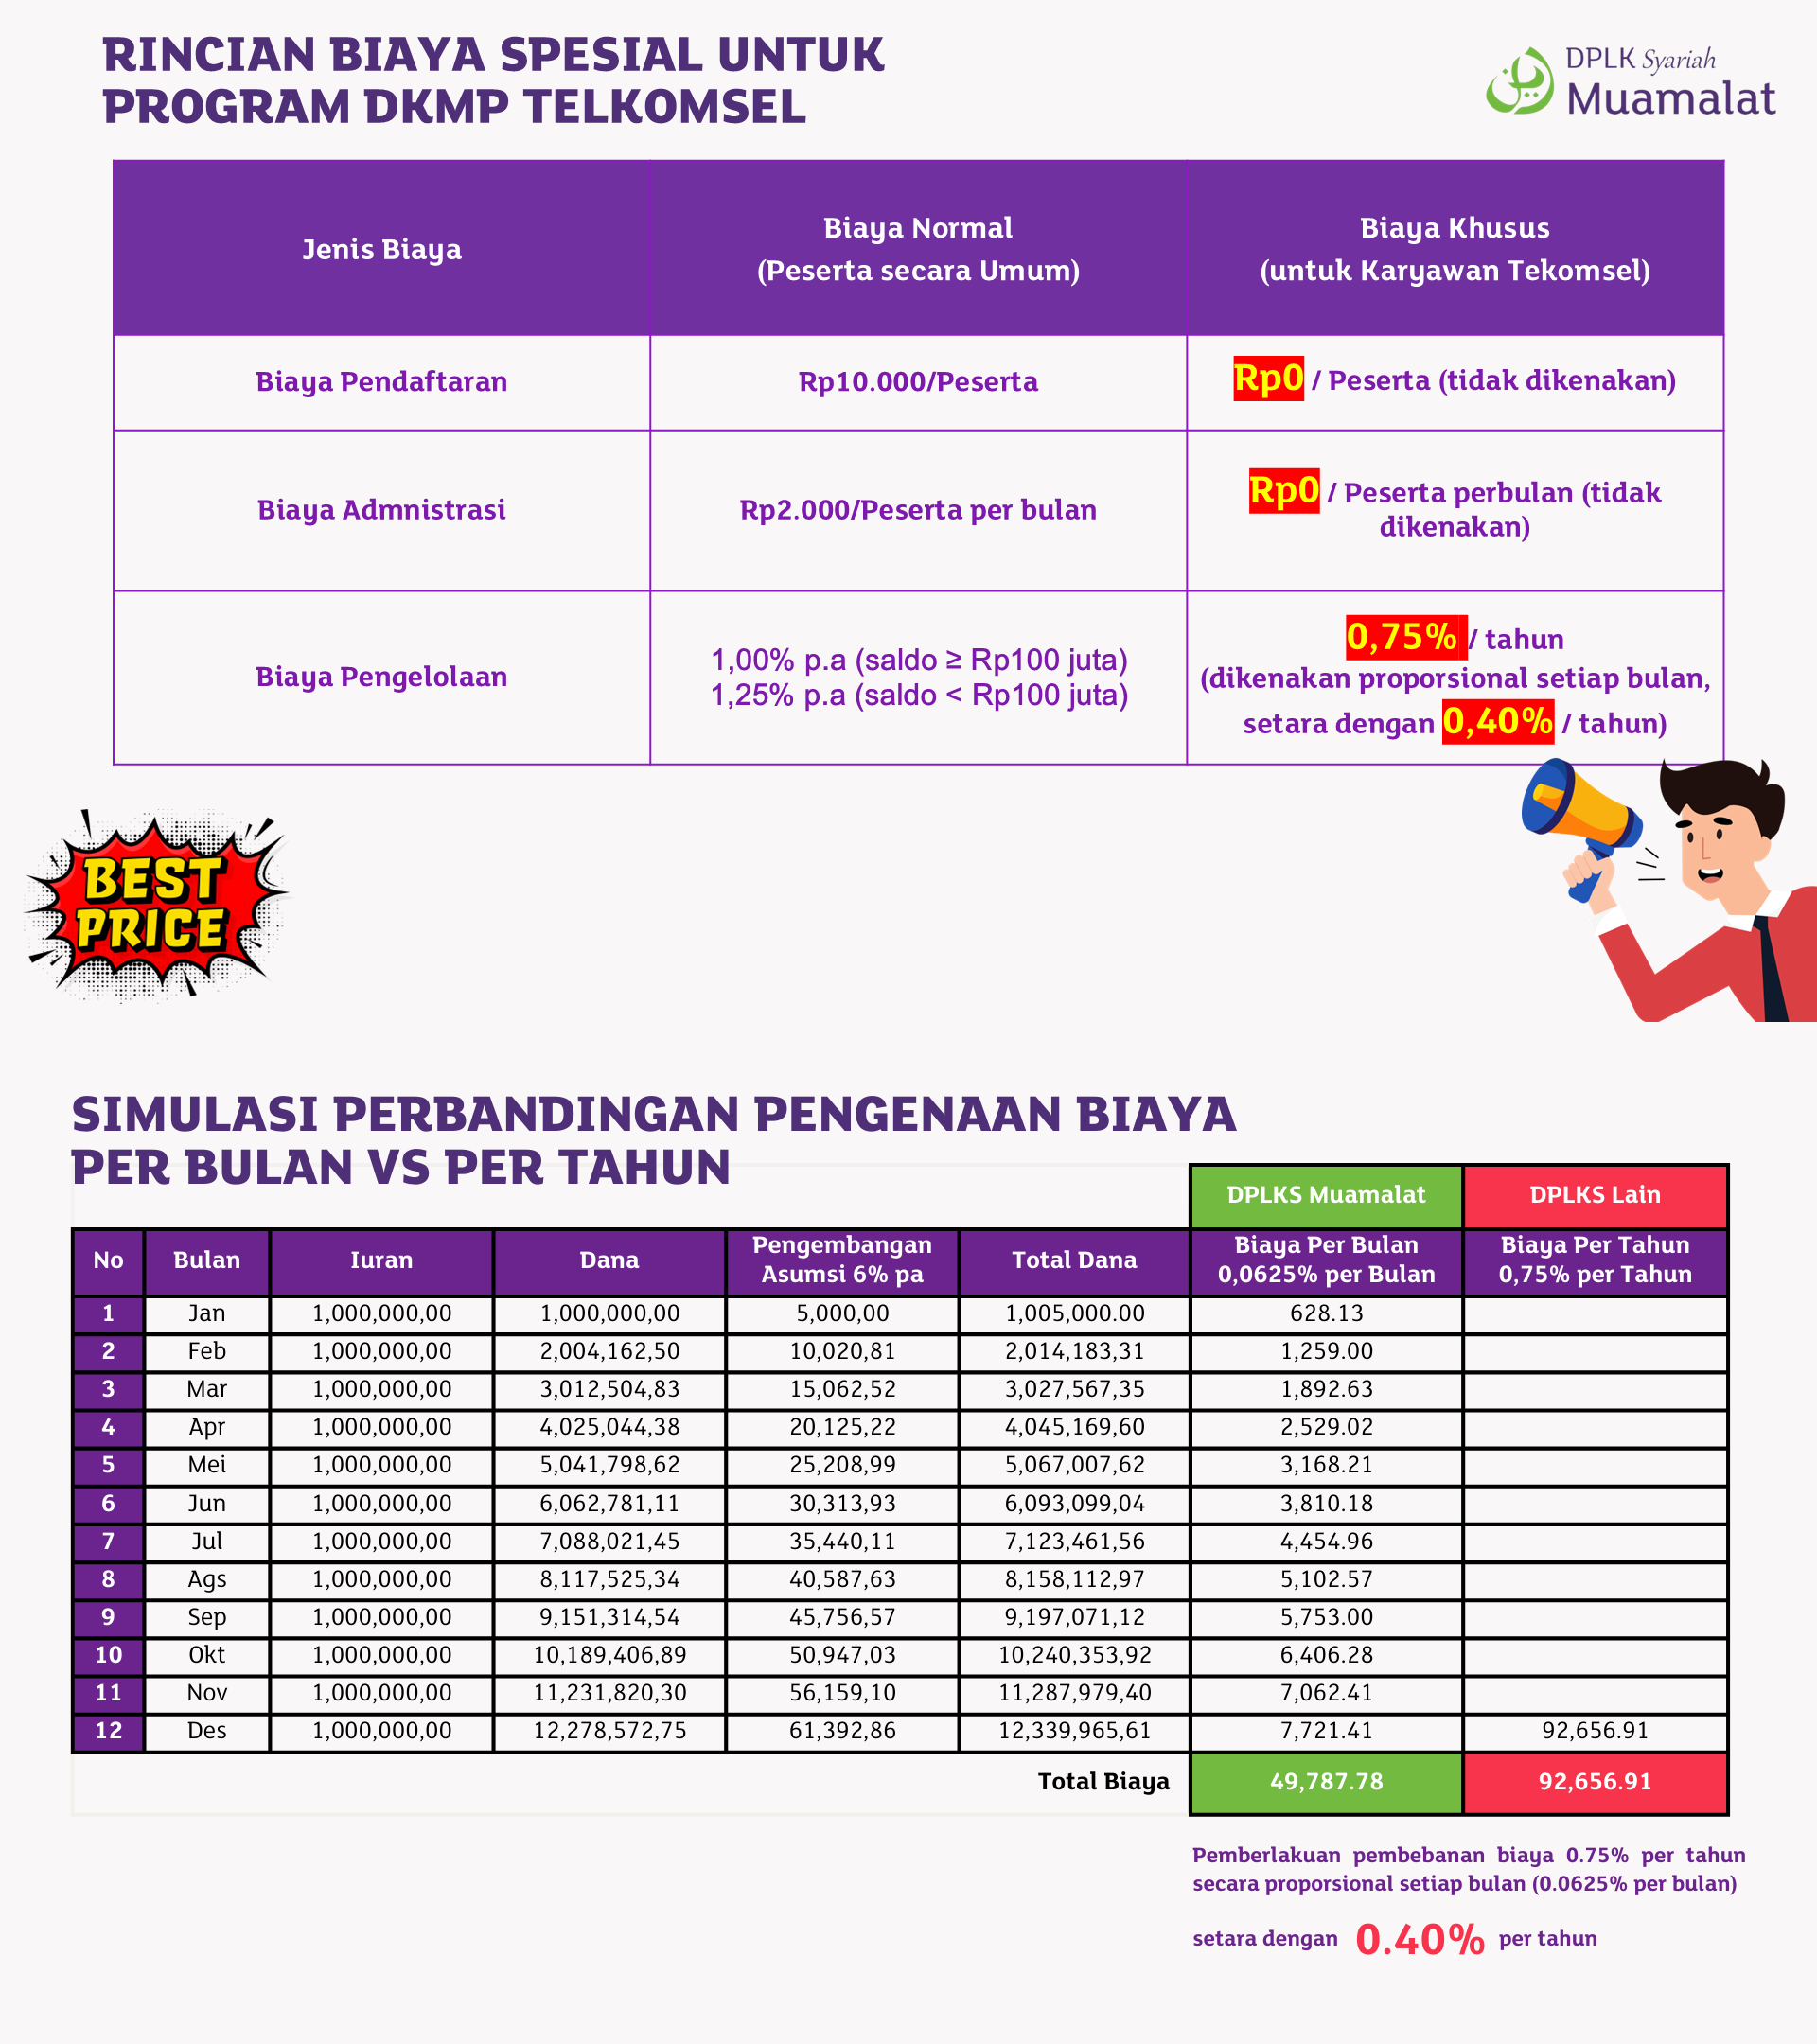 RINCIAN BIAYA SPESIAL UNTUK
PROGRAM DKMP TELKOMSEL
DPLK Syariah
Muamalat
Jenis Biaya
Biaya Normal
(Peserta secara Umum)
Biaya Khusus
(untuk Karyawan Tekomsel)
Biaya Pendaftaran
Rp10.000/Peserta
Rp0 / Peserta (tidak dikenakan)
Biaya Admnistrasi
Rp2.000/Peserta per bulan
Rp0 / Peserta perbulan (tidak
dikenakan)
Biaya Pengelolaan
1,00% p.a (saldo ≥ Rp100 juta)
1,25% p.a (saldo < Rp100 juta)
0,75% / tahun
(dikenakan proporsional setiap bulan,
setara dengan 0,40% / tahun)
BEST
PRICE
SIMULASI PERBANDINGAN PENGENAAN BIAYA
PER BULAN VS PER TAHUN
DPLKS Muamalat DPLKS Lain
No Bulan Iuran Dana Pengembangan Asumsi 6% pa Total Dana Biaya Per Bulan 0,0625% per Bulan Biaya Per Tahun 0,75% per Tahun
1 Jan 1,000,000,00 1,000,000,00 5,000,00 1,005,000.00 628.13
2 Feb 1,000,000,00 2,004,162,50 10,020,81 2,014,183,31 1,259.00
3 Mar 1,000,000,00 3,012,504,83 15,062,52 3,027,567,35 1,892.63
4 Apr 1,000,000,00 4,025,044,38 20,125,22 4,045,169,60 2,529.02
5 Mei 1,000,000,00 5,041,798,62 25,208,99 5,067,007,62 3,168.21
6 Jun 1,000,000,00 6,062,781,11 30,313,93 6,093,099,04 3,810.18
7 Jul 1,000,000,00 7,088,021,45 35,440,11 7,123,461,56 4,454.96
8 Ags 1,000,000,00 8,117,525,34 40,587,63 8,158,112,97 5,102.57
9 Sep 1,000,000,00 9,151,314,54 45,756,57 9,197,071,12 5,753.00
10 Okt 1,000,000,00 10,189,406,89 50,947,03 10,240,353,92 6,406.28
11 Nov 1,000,000,00 11,231,820,30 56,159,10 11,287,979,40 7,062.41
12 Des 1,000,000,00 12,278,572,75 61,392,86 12,339,965,61 7,721.41 92,656.91
Total Biaya 49,787.78 92,656.91
Pemberlakuan pembebanan biaya 0.75% per tahun
secara proporsional setiap bulan (0.0625% per bulan)
setara dengan 0.40% per tahun